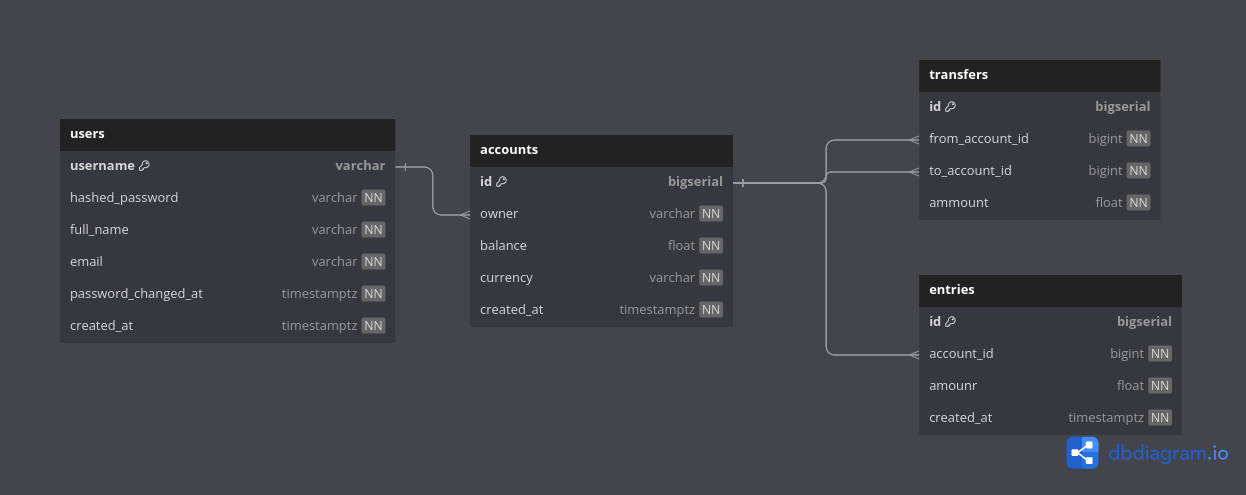 users
username varchar
hashed_password varchar NN
full_name varchar NN
email varchar NN
password_changed_at timestamptz NN
created_at timestamptz NN
accounts
id bigserial
owner varchar NN
balance float NN
currency varchar NN
created_at timestamptz NN
transfers
id bigserial
from_account_id bigint NN
to_account_id bigint NN
ammount float NN
entries
id bigserial
account_id bigint NN
amounr float NN
created_at timestamptz NN
dbdiagram.io